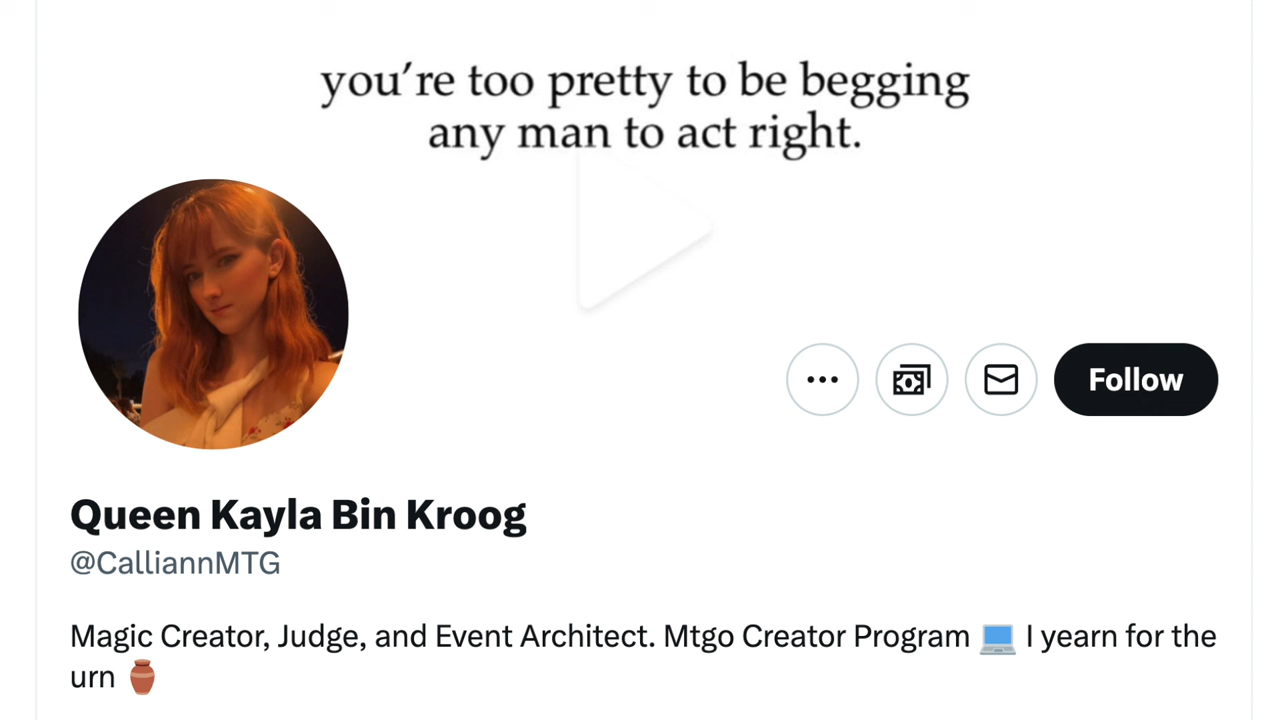 you’re too pretty to be begging
any man to act right.
Follow
Queen Kayla Bin Kroog
@CalliannMTG
Magic Creator, Judge, and Event Architect. Mtgo Creator Program 💻 I yearn for the
urn 🏺